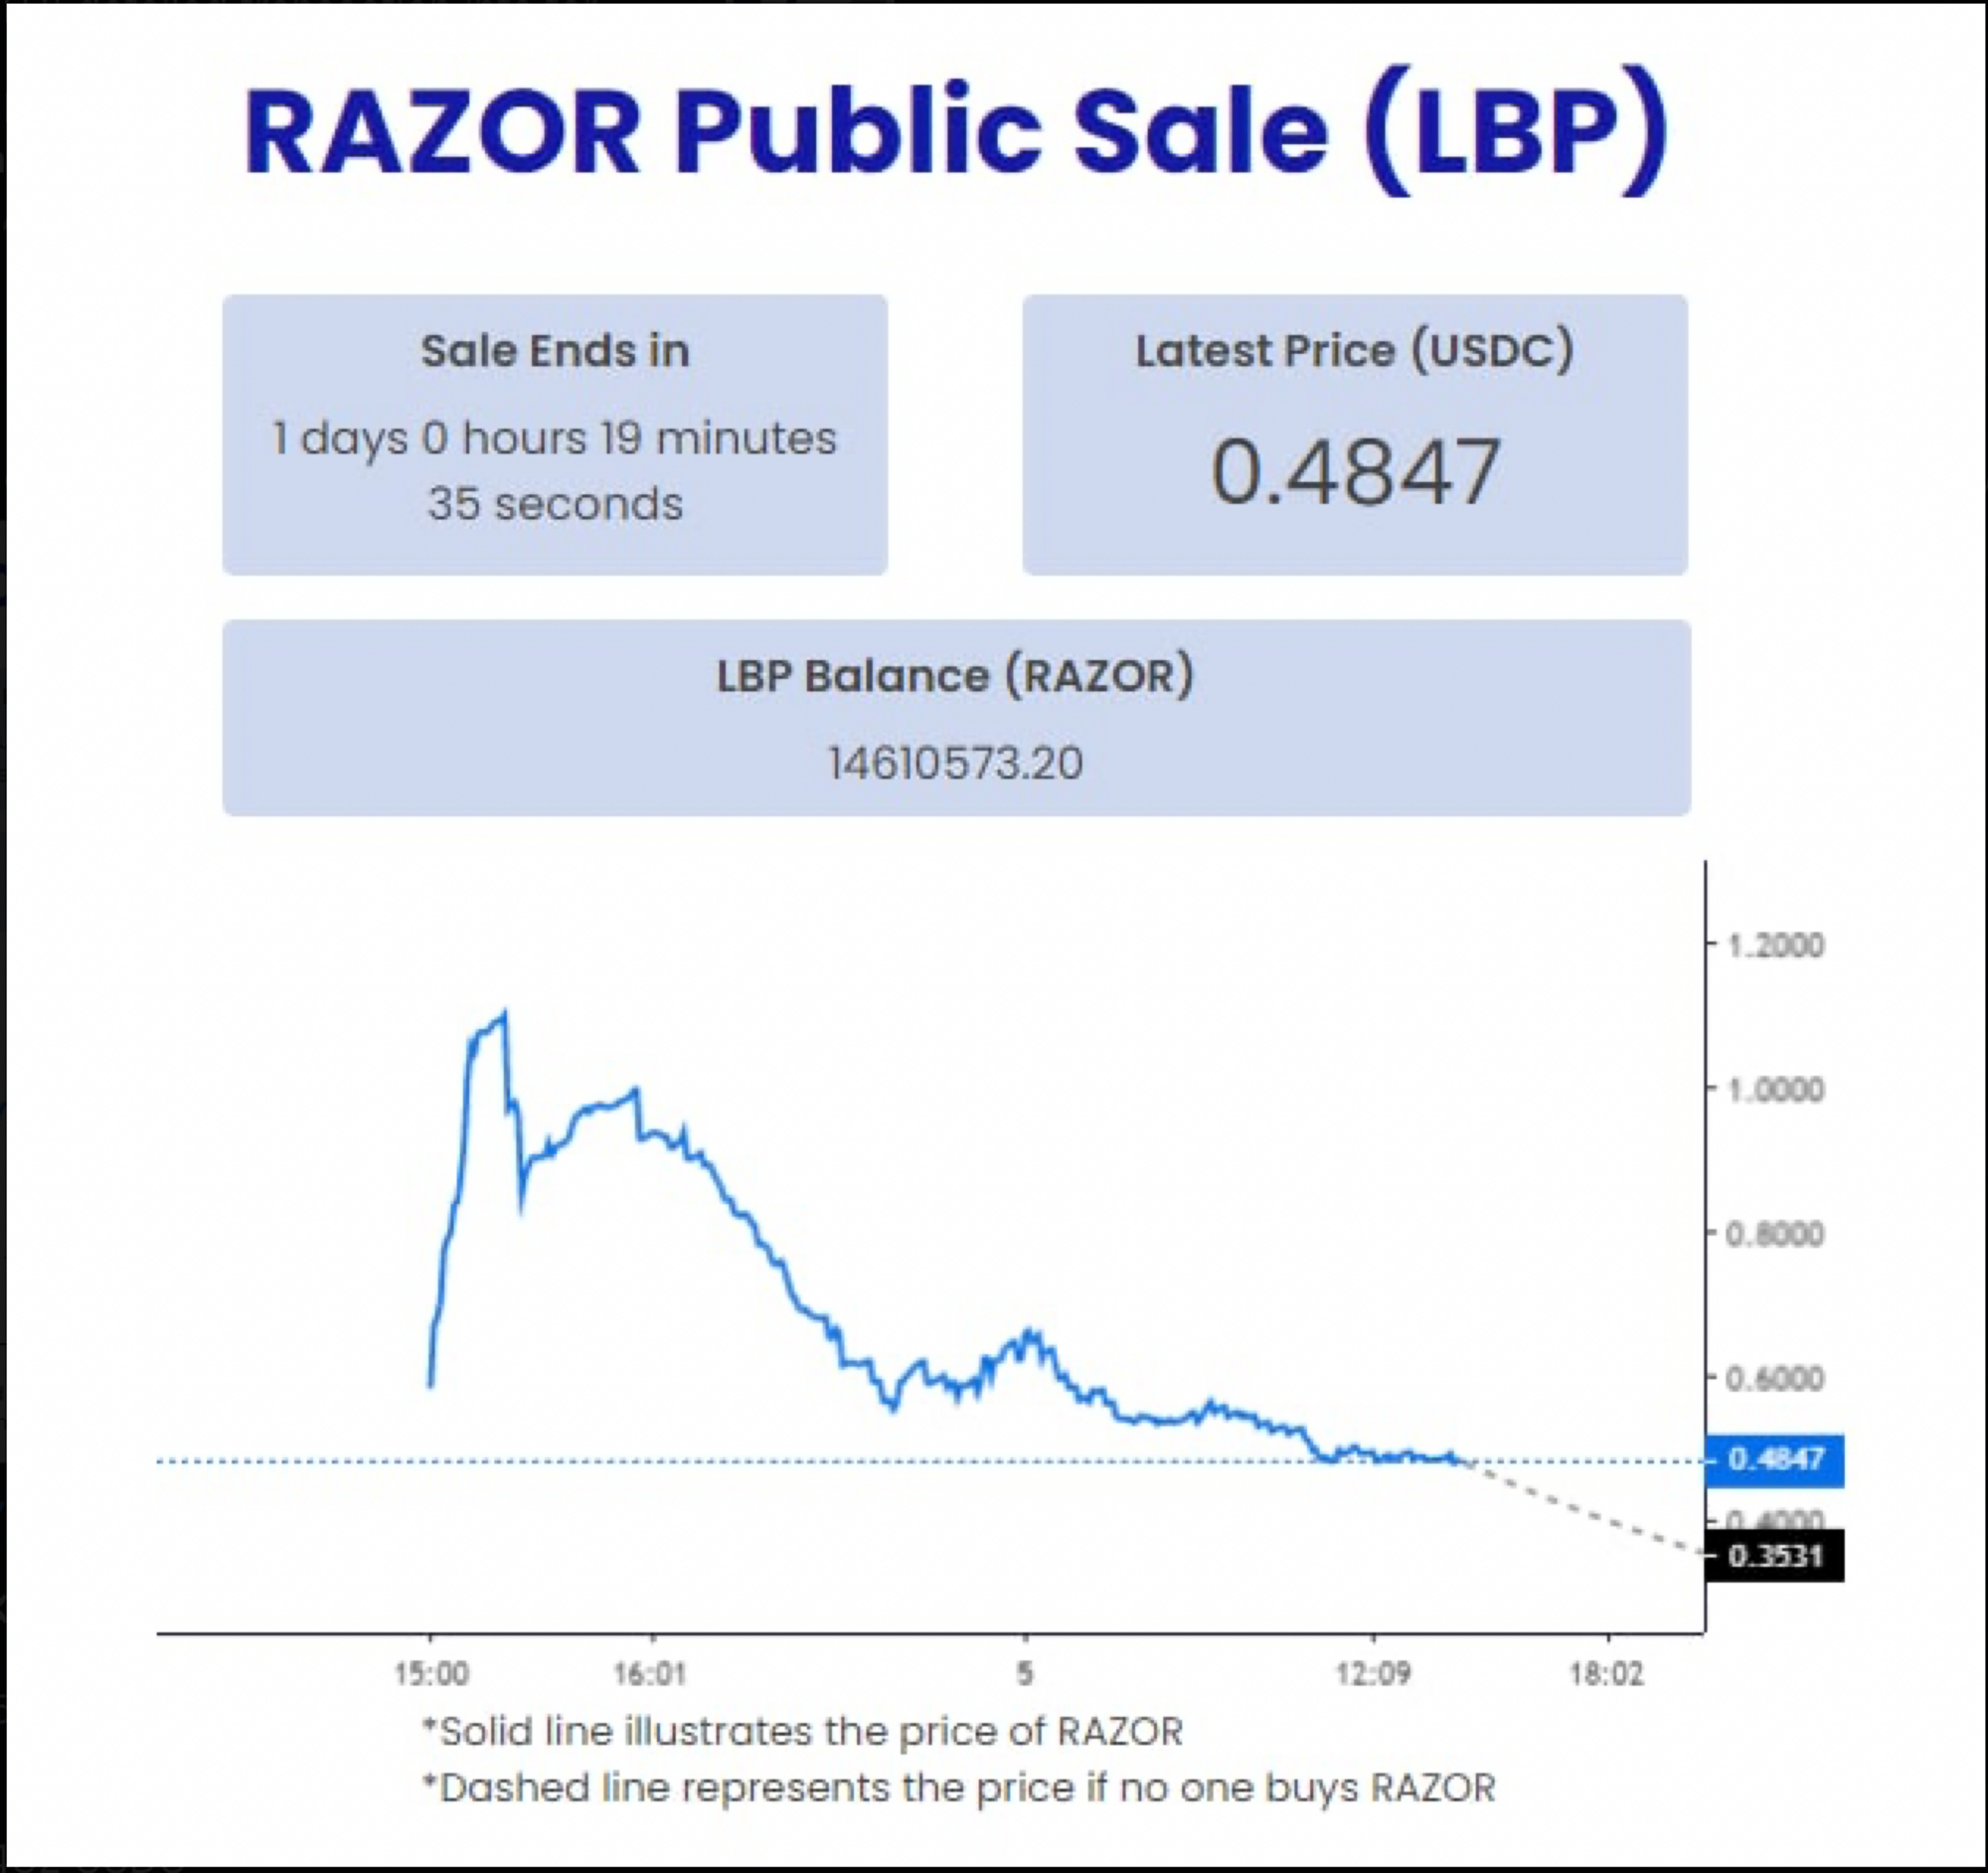 RAZOR Public Sale (LBP)
Sale Ends in
1 days 0 hours 19 minutes
35 seconds
Latest Price (USDC)
0.4847
LBP Balance (RAZOR)
14610573.20
1.2000
1.0000
0.8000
0.6000
0.4847
0.4000
0.3531
15:00 16:01 5 12:09 18:02
*Solid line illustrates the price of RAZOR
*Dashed line represents the price if no one buys RAZOR